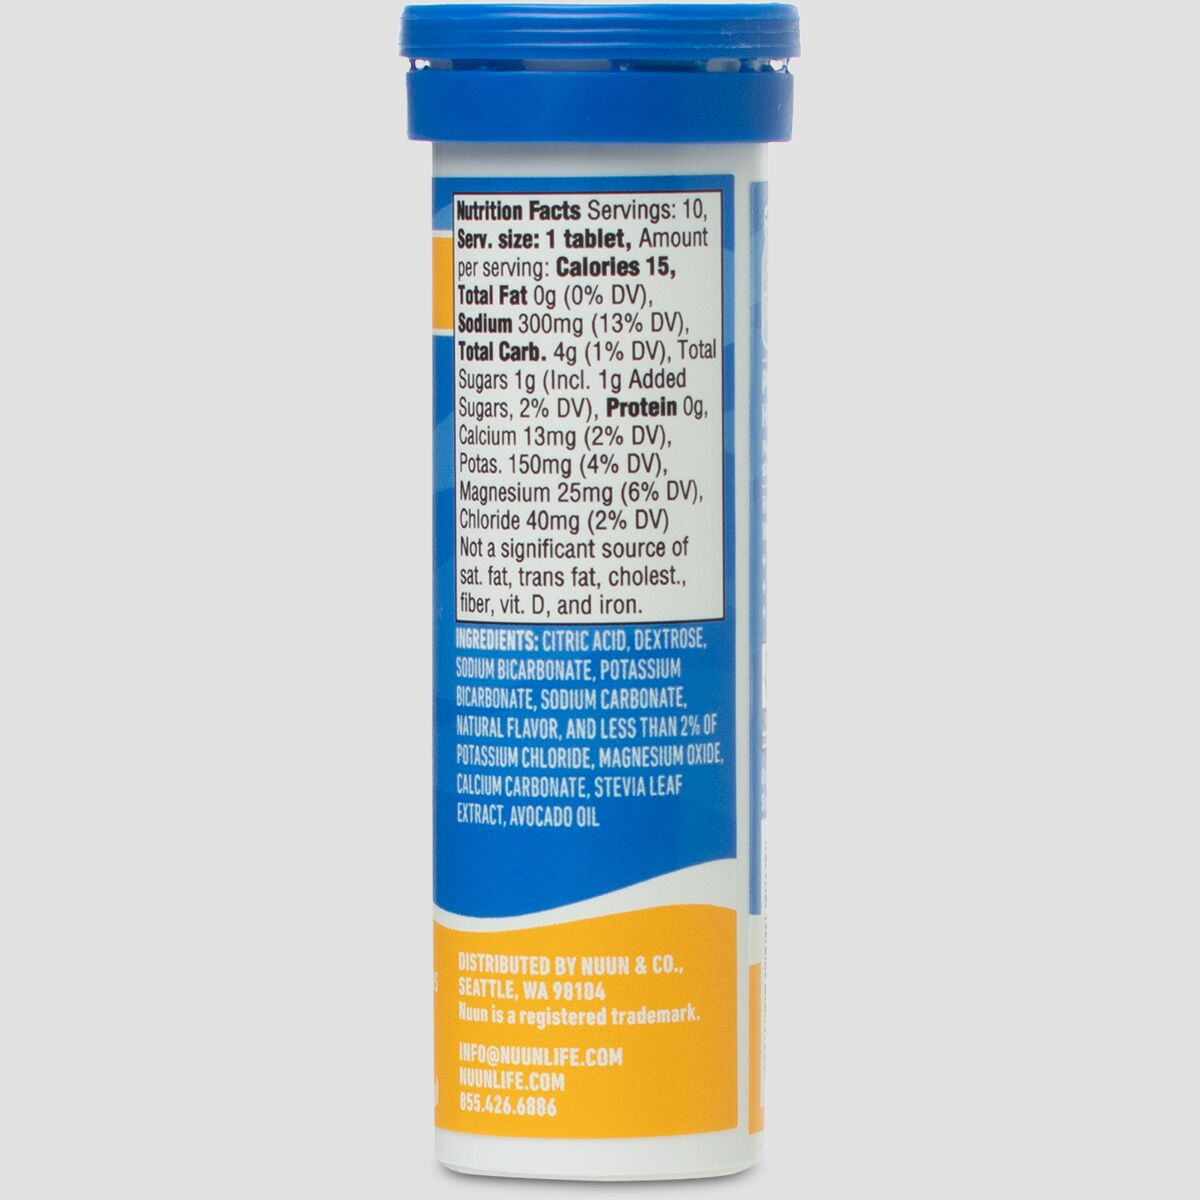 Nutrition Facts Servings: 10,
Serv. size: 1 tablet, Amount
per serving: Calories 15,
Total Fat 0g (0% DV),
Sodium 300mg (13% DV),
Total Carb. 4g (1% DV), Total
Sugars 1g (Incl. 1g Added
Sugars, 2% DV), Protein 0g,
Calcium 13mg (2% DV),
Potas. 150mg (4% DV),
Magnesium 25mg (6% DV),
Chloride 40mg (2% DV)
Not a significant source of
sat. fat, trans fat, cholest.,
fiber, vit. D, and iron.
INGREDIENTS: CITRIC ACID, DEXTROSE,
SODIUM BICARBONATE, POTASSIUM
BICARBONATE, SODIUM CARBONATE,
NATURAL FLAVOR, AND LESS THAN 2% OF
POTASSIUM CHLORIDE, MAGNESIUM OXIDE,
CALCIUM CARBONATE, STEVIA LEAF
EXTRACT, AVOCADO OIL
DISTRIBUTED BY NUUN & CO.,
SEATTLE, WA 98104
Nuun is a registered trademark.
INFO@NUUNLIFE.COM
NUUNLIFE.COM
855.426.6886